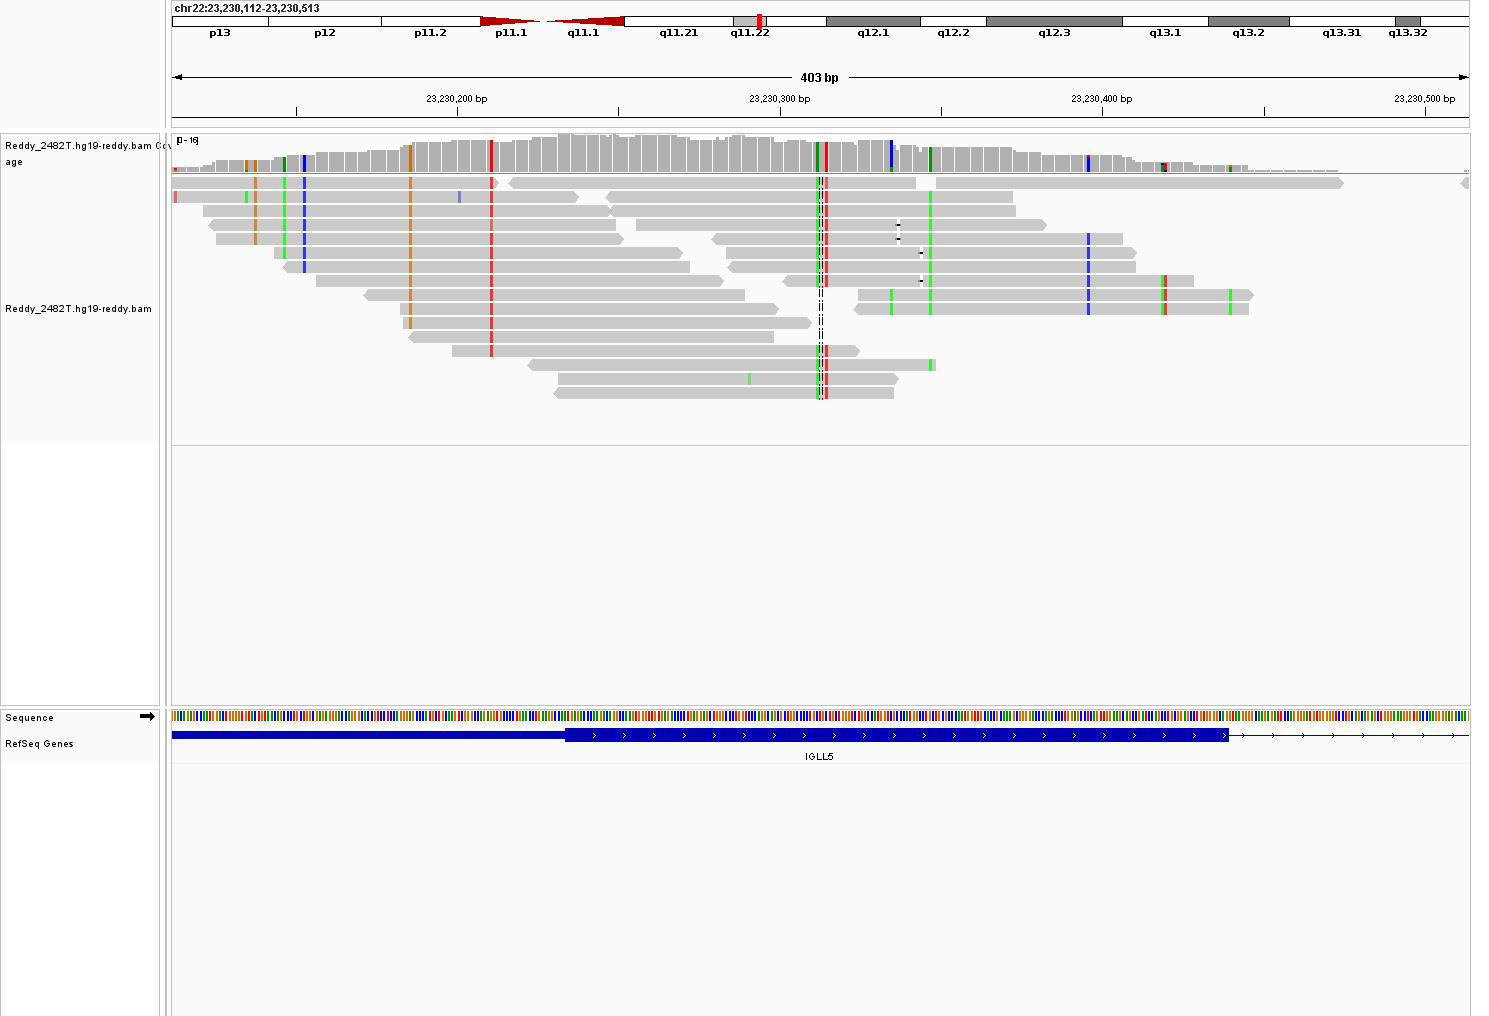 chr22:23,230,112-23,230,513
p13 p12 p11.2 p11.1 q11.1 q11.21 q11.22 q12.1 q12.2 q12.3 q13.1 q13.2 q13.31 q13.32
403 bp
23,230,200 bp 23,230,300 bp 23,230,400 bp 23,230,500 bp
Reddy_2482T.hg19-reddy.bam
age
[0 - 16]
Reddy_2482T.hg19-reddy.bam
Sequence
RefSeq Genes
IGLL5